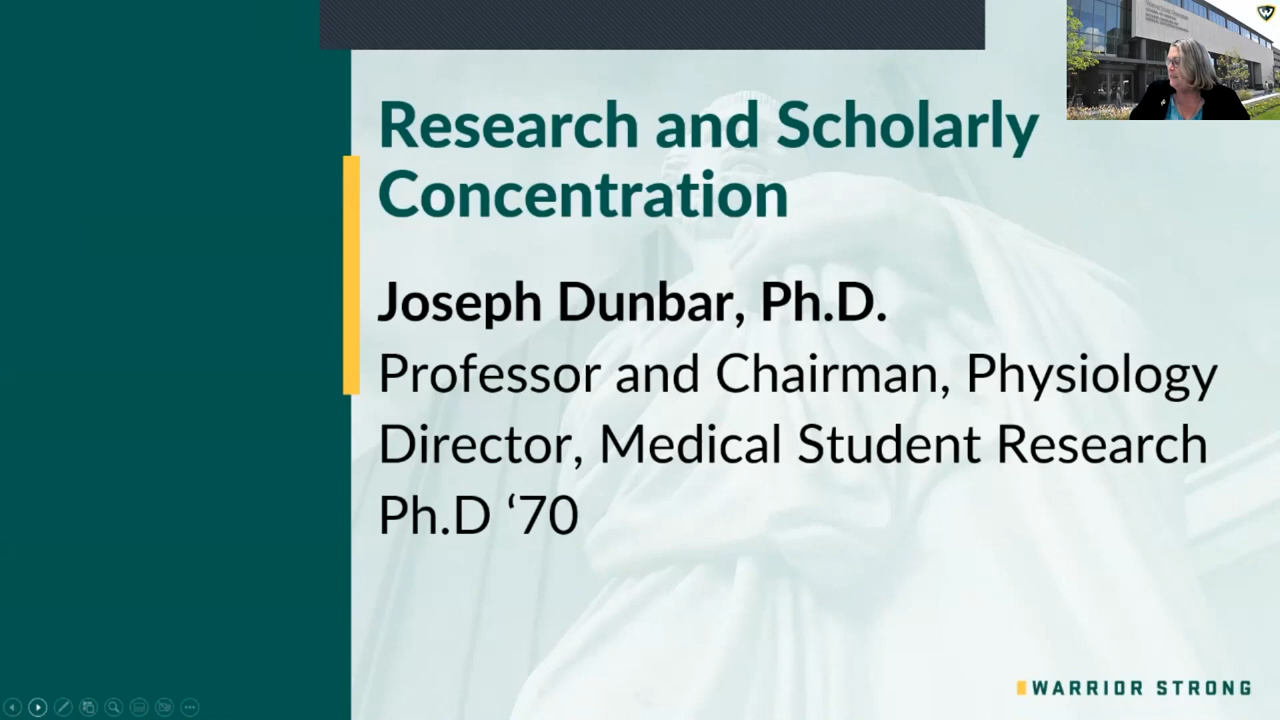 Research and Scholarly
Concentration
Joseph Dunbar, Ph.D.
Professor and Chairman, Physiology
Director, Medical Student Research
Ph.D ‘70
WARRIOR STRONG